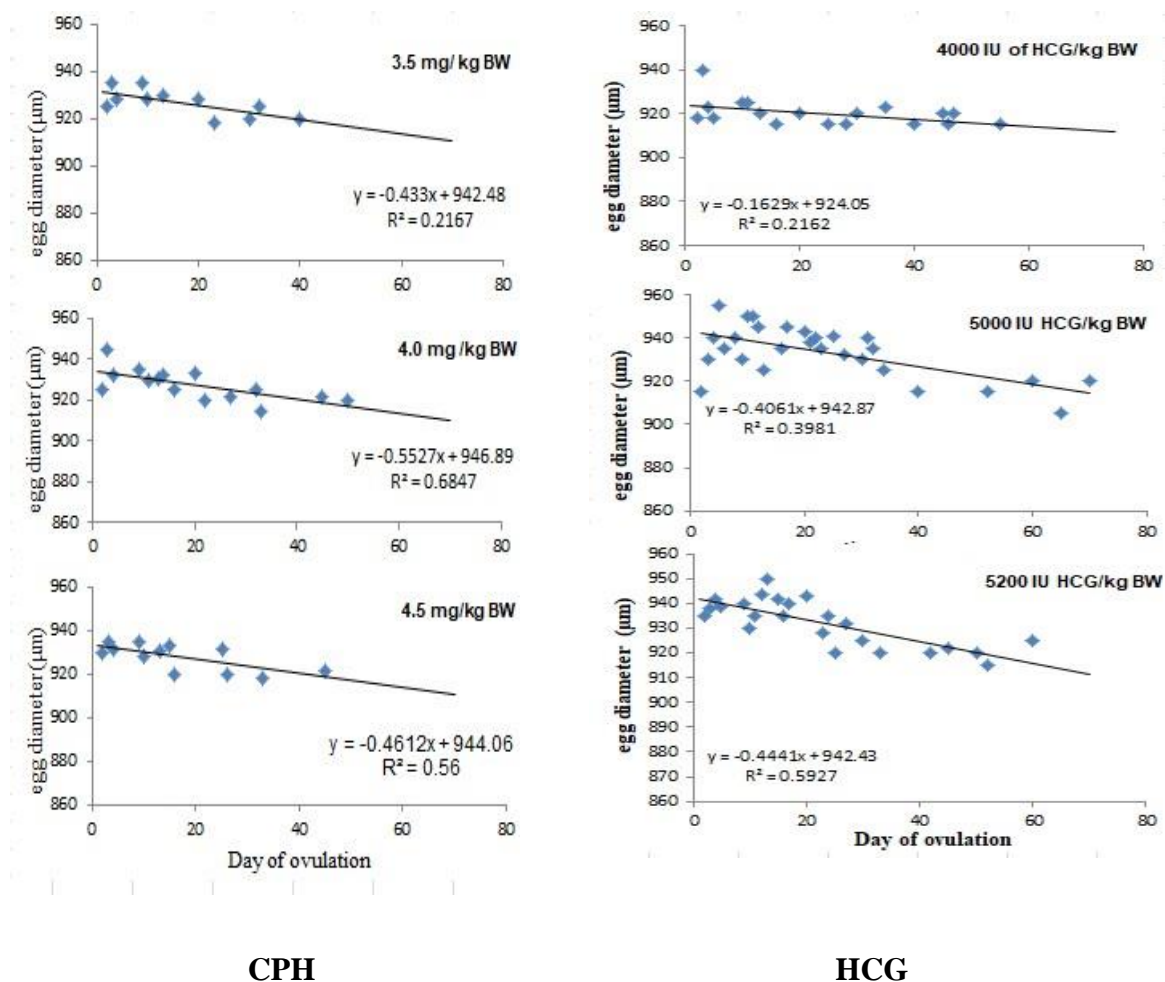 960
940
920
900
880
860
0 20 40 60 80
egg diameter (µm)
3.5 mg/ kg BW
y = -0.433x + 942.48
R² = 0.2167
960
940
920
900
880
860
0 20 40 60 80
egg diameter (µm)
4.0 mg /kg BW
y = -0.5527x + 946.89
R² = 0.6847
960
940
920
900
880
860
0 20 40 60 80
egg diameter (µm)
4.5 mg/kg BW
y = -0.4612x + 944.06
R² = 0.56
Day of ovulation
CPH
960
940
920
900
880
860
0 20 40 60 80
egg diameter (µm)
4000 IU of HCG/kg BW
y = -0.1629x + 924.05
R² = 0.2162
960
940
920
900
880
860
0 20 40 60 80
egg diameter (µm)
5000 IU HCG/kg BW
y = -0.4061x + 942.87
R² = 0.3981
960
950
940
930
920
910
900
890
880
870
860
0 20 40 60 80
egg diameter (µm)
5200 IU HCG/kg BW
y = -0.4441x + 942.43
R² = 0.5927
Day of ovulation
HCG